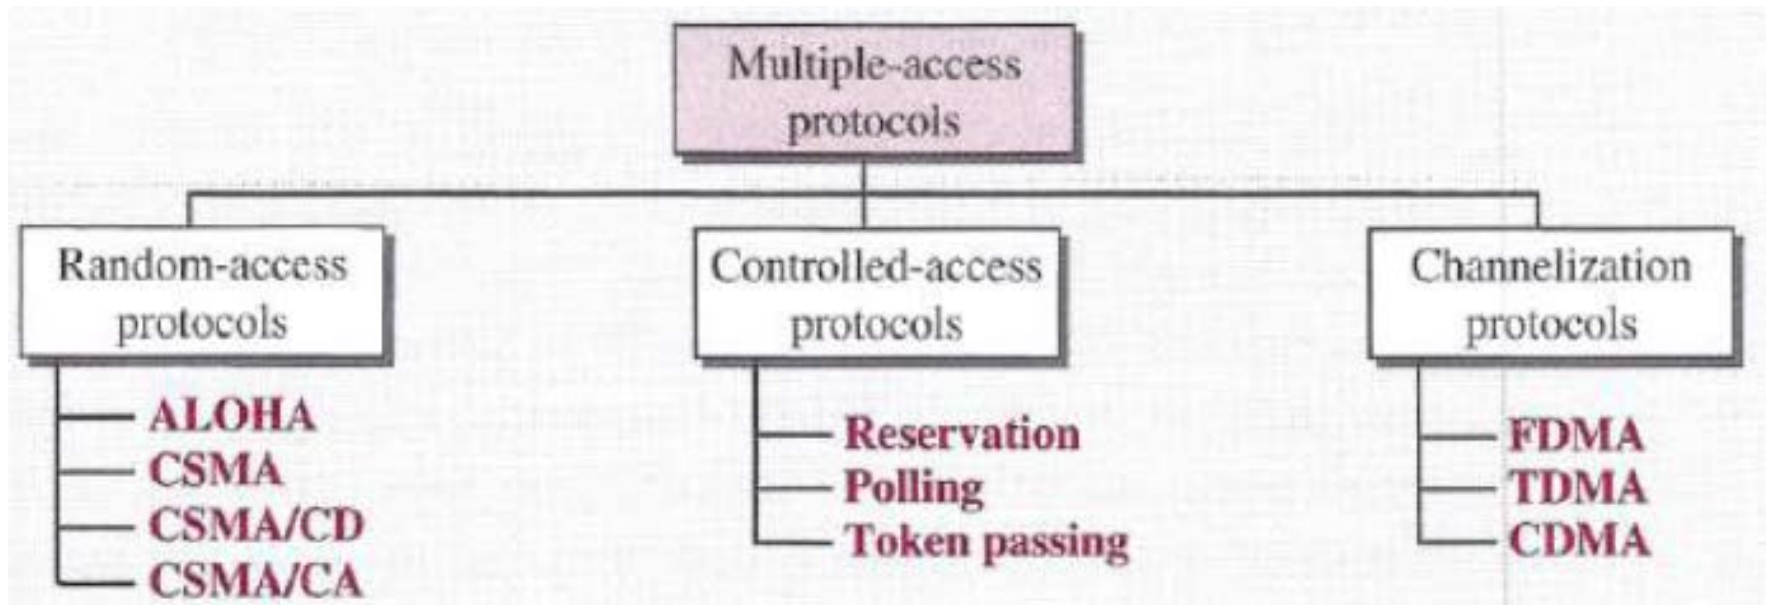 Multiple-access
protocols
Random-access
protocols
Controlled-access
protocols
Channelization
protocols
ALOHA
CSMA
CSMA/CD
CSMA/CA
Reservation
Polling
Token passing
FDMA
TDMA
CDMA